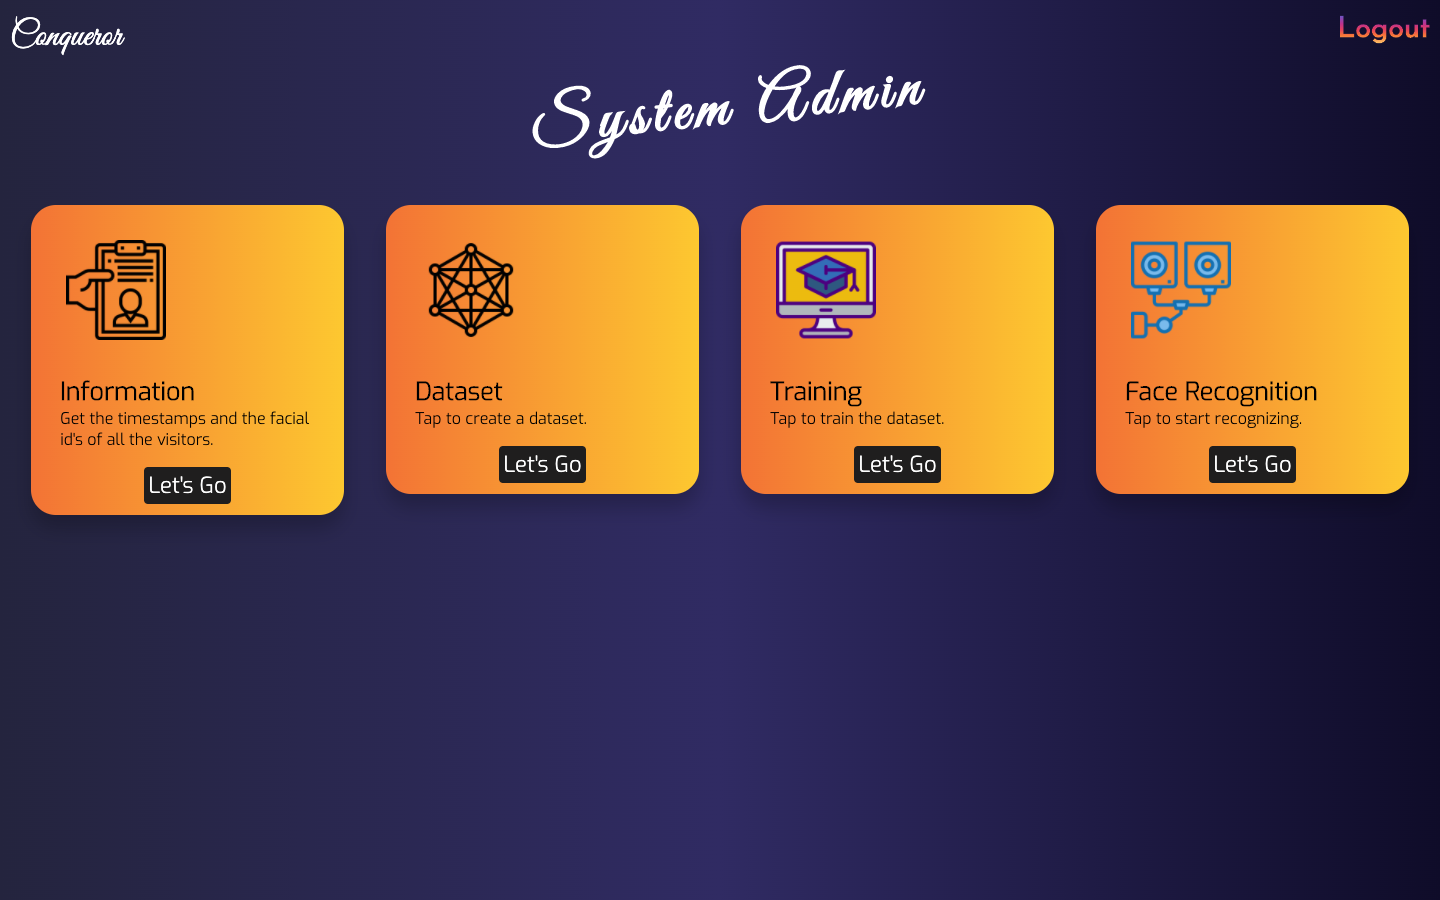 Conqueror
Logout
System Admin
Information
Get the timestamps and the facial
id's of all the visitors.
Let's Go
Dataset
Tap to create a dataset.
Let's Go
Training
Tap to train the dataset.
Let's Go
Face Recognition
Tap to start recognizing.
Let's Go